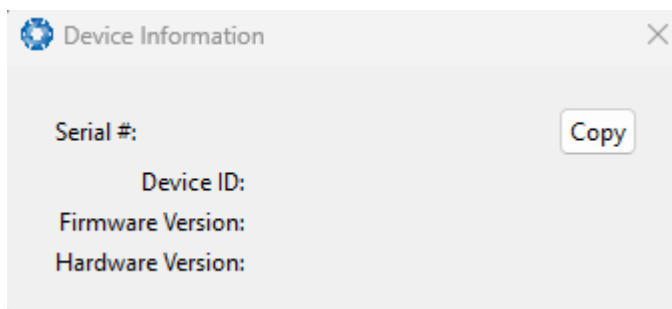 Device Information
Serial #:
Copy
Device ID:
Firmware Version:
Hardware Version: